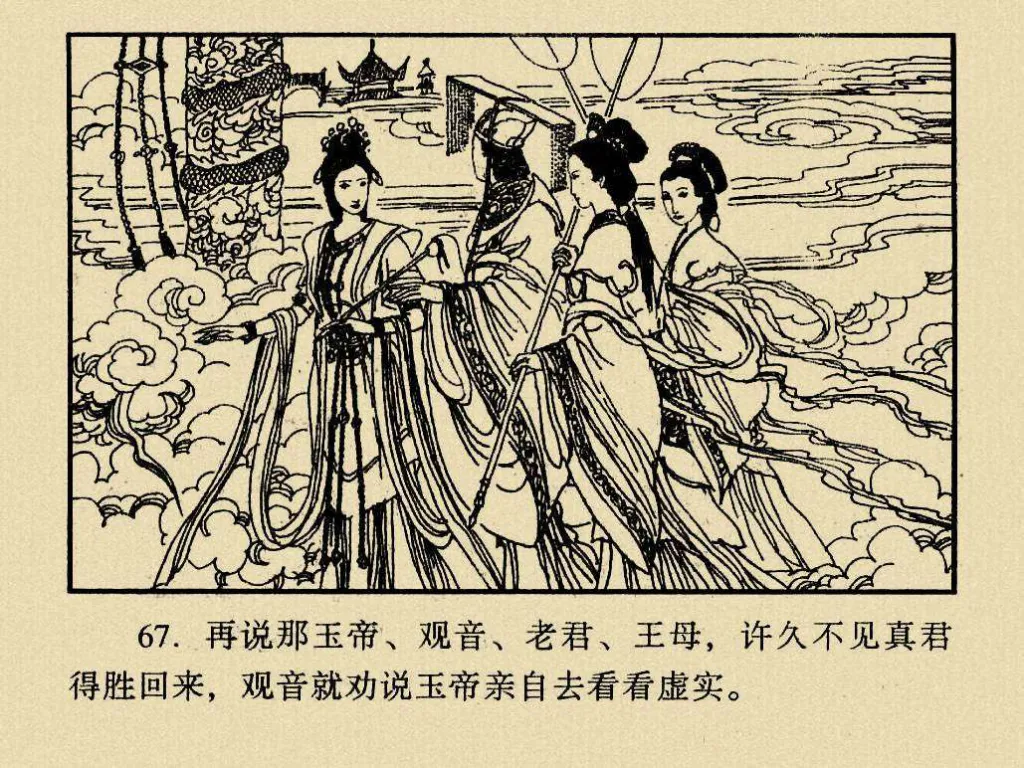 67. 再说那玉帝、观音、老君、王母，许久不见真君
得胜回来，观音就劝说玉帝亲自去看看虚实。